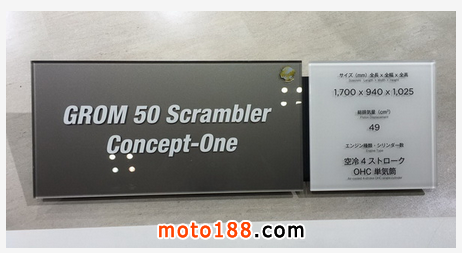 GROM 50 Scrambler
Concept-One
サイズ（mm）全長×全幅×全高
1,700 × 940 × 1,025
総排気量（cm³）
49
エンジン種類・シリンダー数
空冷4ストローク
OHC 単気筒
moto188.com